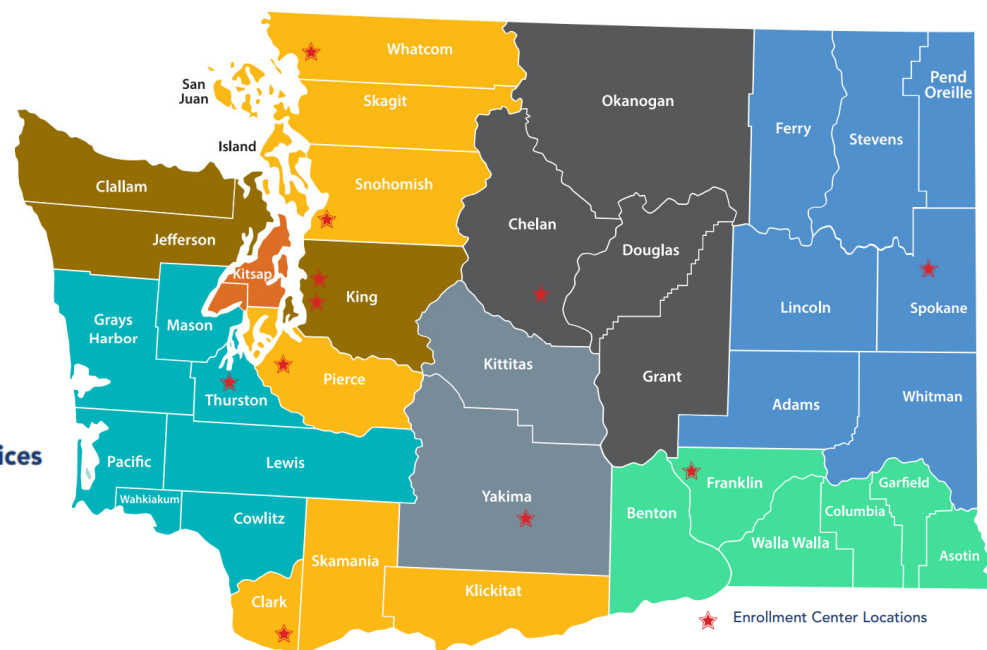 Whatcom
San
Juan
Skagit
Okanogan
Pend
Oreille
Ferry
Stevens
Island
Snohomish
Clallam
Chelan
Jefferson
Douglas
Kitsap
King
Lincoln
Spokane
Grays
Harbor
Mason
Kittitas
Pierce
Grant
Thurston
Adams
Whitman
ices
Pacific
Lewis
Wahkiakum
Yakima
Franklin
Garfield
Benton
Columbia
Cowlitz
Walla Walla
Skamania
Asotin
Klickitat
Clark
Enrollment Center Locations